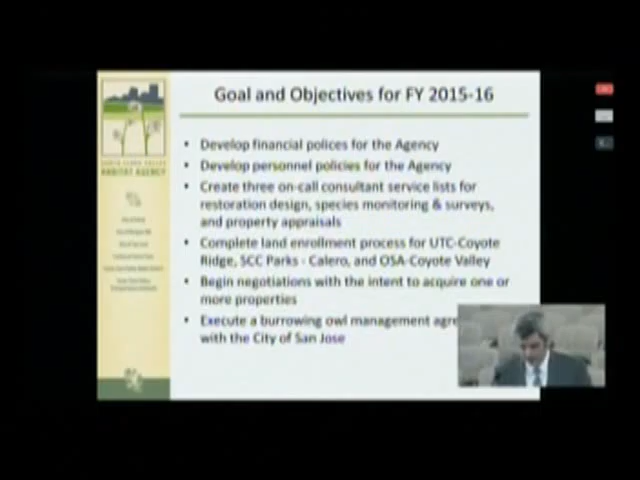 Goal and Objectives for FY 2015-16
• Develop financial polices for the Agency
• Develop personnel policies for the Agency
• Create three on-call consultant service lists for
restoration design, species monitoring & surveys,
and property appraisals
• Complete land enrollment process for UTC-Coyote
Ridge, SCC Parks - Calero, and OSA-Coyote Valley
• Begin negotiations with the intent to acquire one or
more properties
• Execute a burrowing owl management agre
with the City of San Jose
HABITAT AGENCY